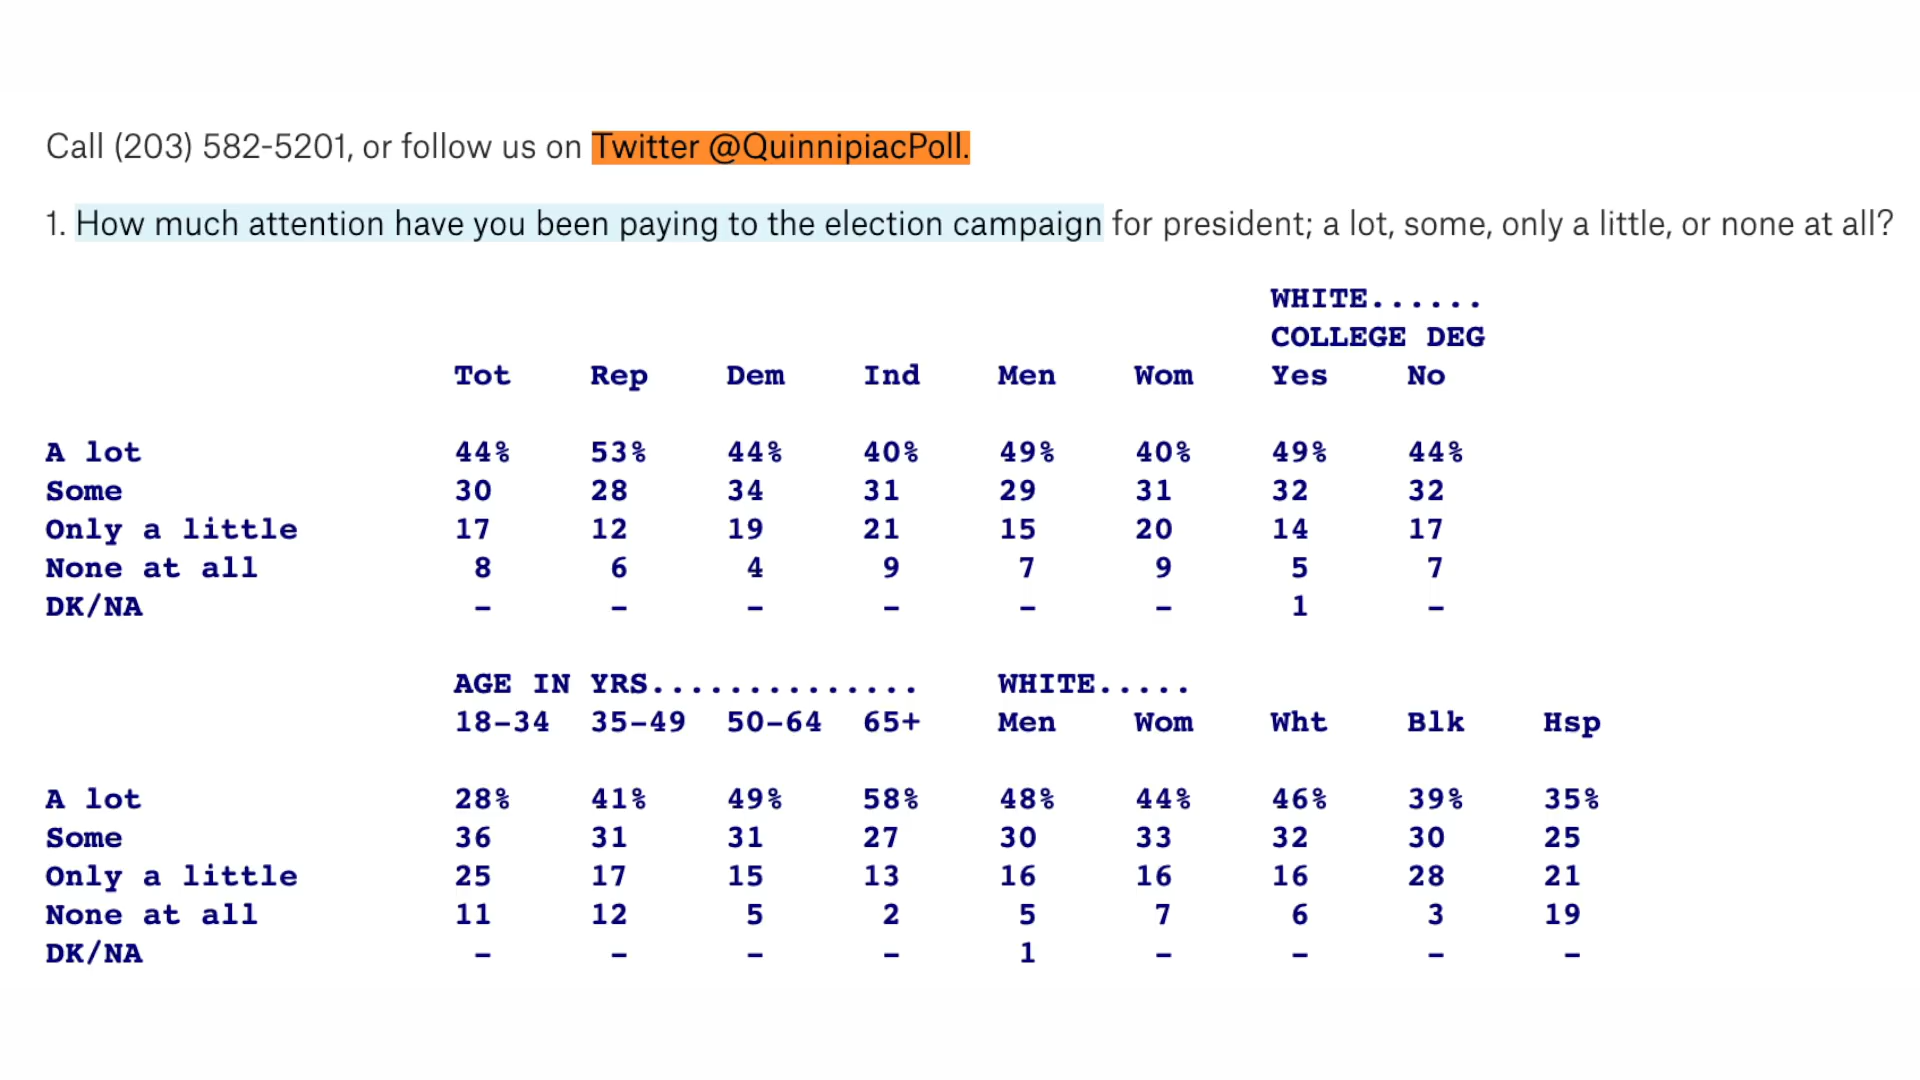 Call (203) 582-5201, or follow us on Twitter @QuinnipiacPoll.
1. How much attention have you been paying to the election campaign for president; a lot, some, only a little, or none at all?
WHITE......
COLLEGE DEG
Tot Rep Dem Ind Men Wom Yes No
A lot 44% 53% 44% 40% 49% 40% 49% 44%
Some 30 28 34 31 29 31 32 32
Only a little 17 12 19 21 15 20 14 17
None at all 8 6 4 9 7 9 5 7
DK/NA - - - - - - 1 -
AGE IN YRS.............. WHITE.....
18-34 35-49 50-64 65+ Men Wom Wht Blk Hsp
A lot 28% 41% 49% 58% 48% 44% 46% 39% 35%
Some 36 31 31 27 30 33 32 30 25
Only a little 25 17 15 13 16 16 16 28 21
None at all 11 12 5 2 5 7 6 3 19
DK/NA - - - - 1 - - - -